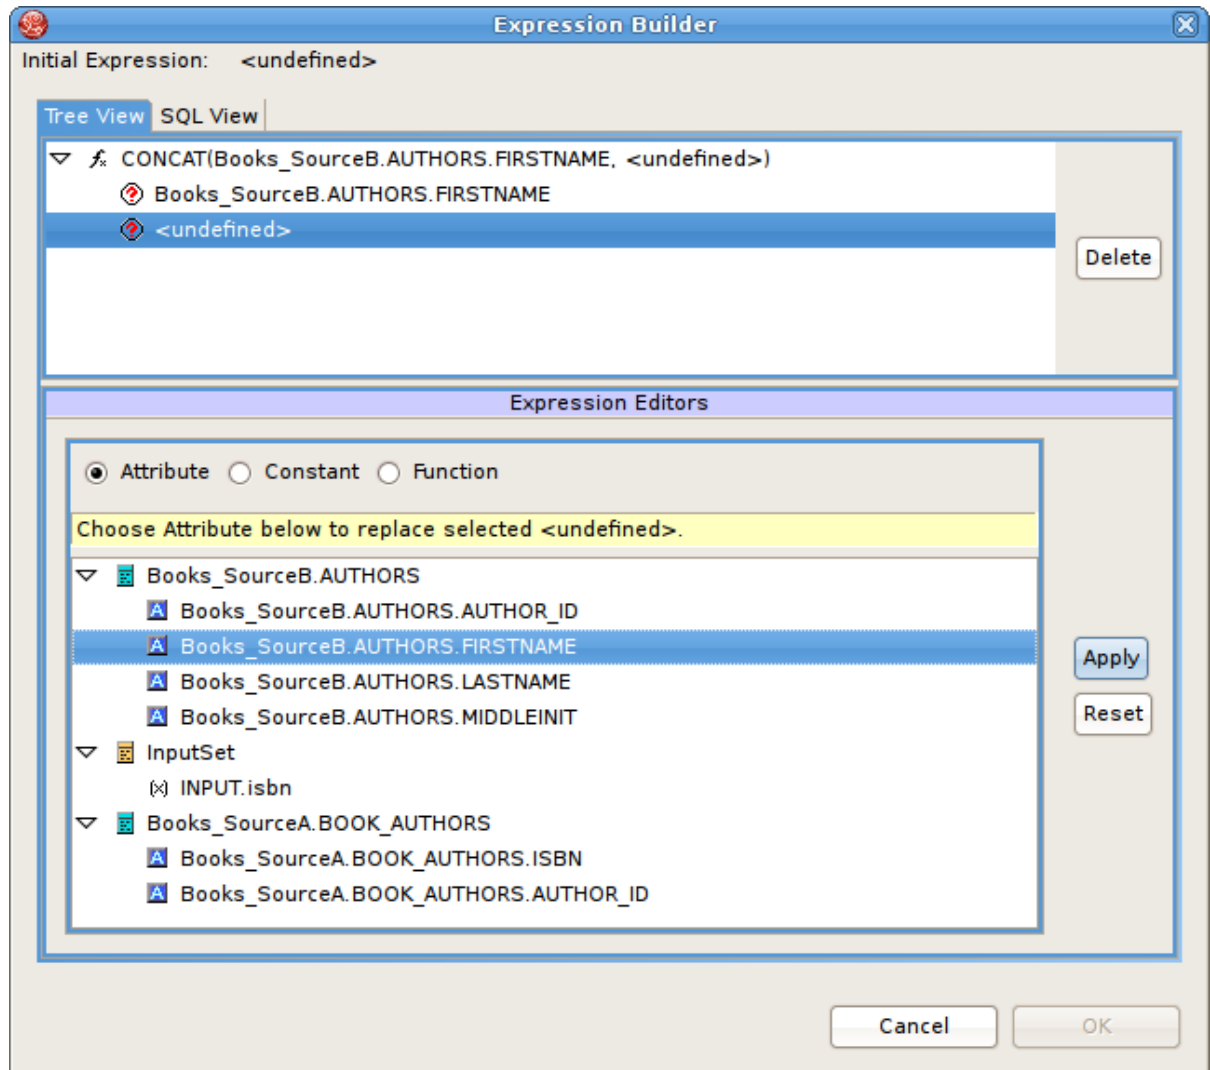 Expression Builder
Initial Expression: <undefined>
Tree View SQL View
fx CONCAT(Books_SourceB.AUTHORS.FIRSTNAME, <undefined>)
Books_SourceB.AUTHORS.FIRSTNAME
<undefined>
Delete
Expression Editors
Attribute Constant Function
Choose Attribute below to replace selected <undefined>.
Books_SourceB.AUTHORS
A Books_SourceB.AUTHORS.AUTHOR_ID
A Books_SourceB.AUTHORS.FIRSTNAME
A Books_SourceB.AUTHORS.LASTNAME
A Books_SourceB.AUTHORS.MIDDLEINIT
Apply
Reset
InputSet
(x) INPUT.isbn
Books_SourceA.BOOK_AUTHORS
A Books_SourceA.BOOK_AUTHORS.ISBN
A Books_SourceA.BOOK_AUTHORS.AUTHOR_ID
Cancel OK